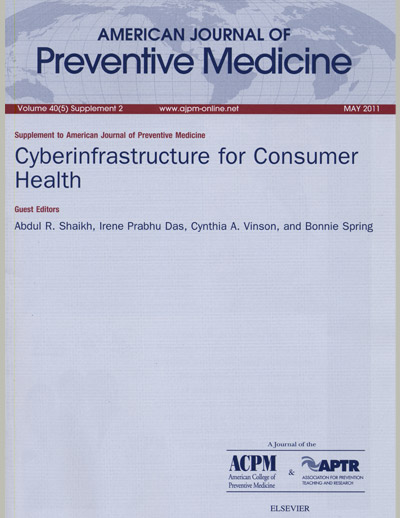 AMERICAN JOURNAL OF
Preventive Medicine
Volume 40(5) Supplement 2 www.ajpm-online.net MAY 2011
Supplement to American Journal of Preventive Medicine
Cyberinfrastructure for Consumer
Health
Guest Editors
Abdul R. Shaikh, Irene Prabhu Das, Cynthia A. Vinson, and Bonnie Spring
A Journal of the
ACPM
American College of
Preventive Medicine
&
APTR
ASSOCIATION FOR PREVENTION
TEACHING AND RESEARCH
ELSEVIER